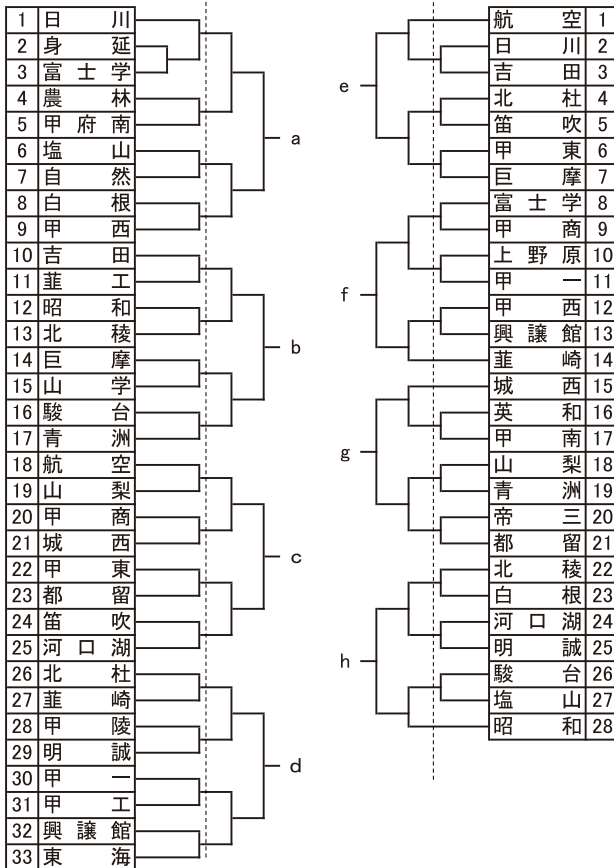 1 日川
2 身延
3 富士学
4 農林
5 甲府南
6 塩山
7 自然
8 白根
9 甲西
10 吉田
11 韮工
12 昭和
13 北稜
14 巨摩
15 山学
16 駿台
17 青洲
18 航空
19 山梨
20 甲商
21 城西
22 甲東
23 都留
24 笛吹
25 河口湖
26 北杜
27 韮崎
28 甲陵
29 明誠
30 甲一
31 甲工
32 興譲館
33 東海
a
b
c
d
e
f
g
h
航空 1
日川 2
吉田 3
北杜 4
笛吹 5
甲東 6
巨摩 7
富士学 8
甲商 9
上野原 10
甲一 11
甲西 12
興譲館 13
韮崎 14
城西 15
英和 16
甲南 17
山梨 18
青洲 19
帝三 20
都留 21
北稜 22
白根 23
河口湖 24
明誠 25
駿台 26
塩山 27
昭和 28